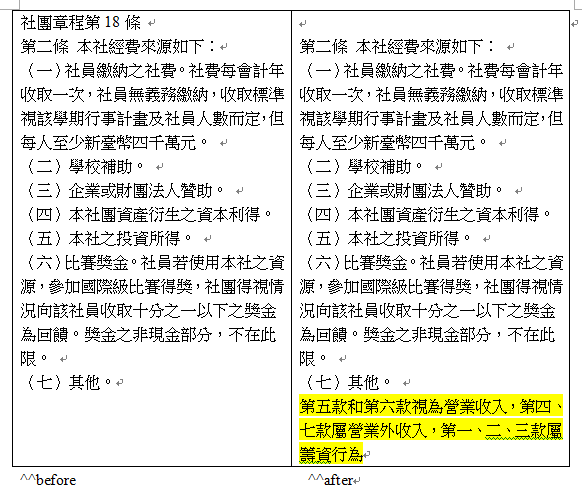 社團章程第 18 條
第二條 本社經費來源如下：
（一）社員繳納之社費。社費每會計年
收取一次，社員無義務繳納，收取標準
視該學期行事計畫及社員人數而定，但
每人至少新臺幣四千萬元。
（二）學校補助。
（三）企業或財團法人贊助。
（四）本社團資產衍生之資本利得。
（五）本社之投資所得。
（六）比賽獎金。社員若使用本社之資
源，參加國際級比賽得獎，社團得視情
況向該社員收取十分之一以下之獎金
為回饋。獎金之非現金部分，不在此
限。
（七）其他。
^^before
第二條 本社經費來源如下：
（一）社員繳納之社費。社費每會計年
收取一次，社員無義務繳納，收取標準
視該學期行事計畫及社員人數而定，但
每人至少新臺幣四千萬元。
（二）學校補助。
（三）企業或財團法人贊助。
（四）本社團資產衍生之資本利得。
（五）本社之投資所得。
（六）比賽獎金。社員若使用本社之資
源，參加國際級比賽得獎，社團得視情
況向該社員收取十分之一以下之獎金
為回饋。獎金之非現金部分，不在此
限。
（七）其他。
第五款和第六款視為營業收入，第四、
七款屬營業外收入，第一、二、三款屬
籌資行為
^^after